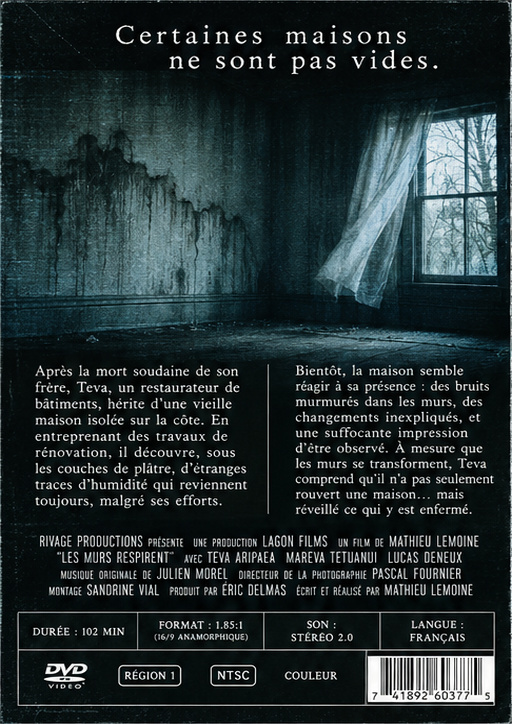 Certaines maisons
ne sont pas vides.
Après la mort soudaine de son
frère, Teva, un restaurateur de
bâtiments, hérite d'une vieille
maison isolée sur la côte. En
entreprenant des travaux de
rénovation, il découvre, sous
les couches de plâtre, d'étranges
traces d'humidité qui reviennent
toujours, malgré ses efforts.
Bientôt, la maison semble
réagir à sa présence : des bruits
murmurés dans les murs, des
changements inexpliqués, et
une suffocante impression
d'être observé. À mesure que
les murs se transforment, Teva
comprend qu'il n'a pas seulement
rouvert une maison... mais
réveillé ce qui y est enfermé.
RIVAGE PRODUCTIONS PRÉSENTE UNE PRODUCTION LAGON FILMS UN FILM DE MATHIEU LEMOINE
"LES MURS RESPIRENT" AVEC TEVA ARIPAEA MAREVA TETUANUI LUCAS DENEUX
MUSIQUE ORIGINALE DE JULIEN MOREL DIRECTEUR DE LA PHOTOGRAPHIE PASCAL FOURNIER
MONTAGE SANDRINE VIAL PRODUIT PAR ÉRIC DELMAS ÉCRIT ET RÉALISÉ PAR MATHIEU LEMOINE
DURÉE : 102 MIN
FORMAT : 1.85:1
(16/9 ANAMORPHIQUE)
SON :
STÉRÉO 2.0
LANGUE :
FRANÇAIS
DVD
VIDEO
RÉGION 1
NTSC
COULEUR
7 41892 60377 5